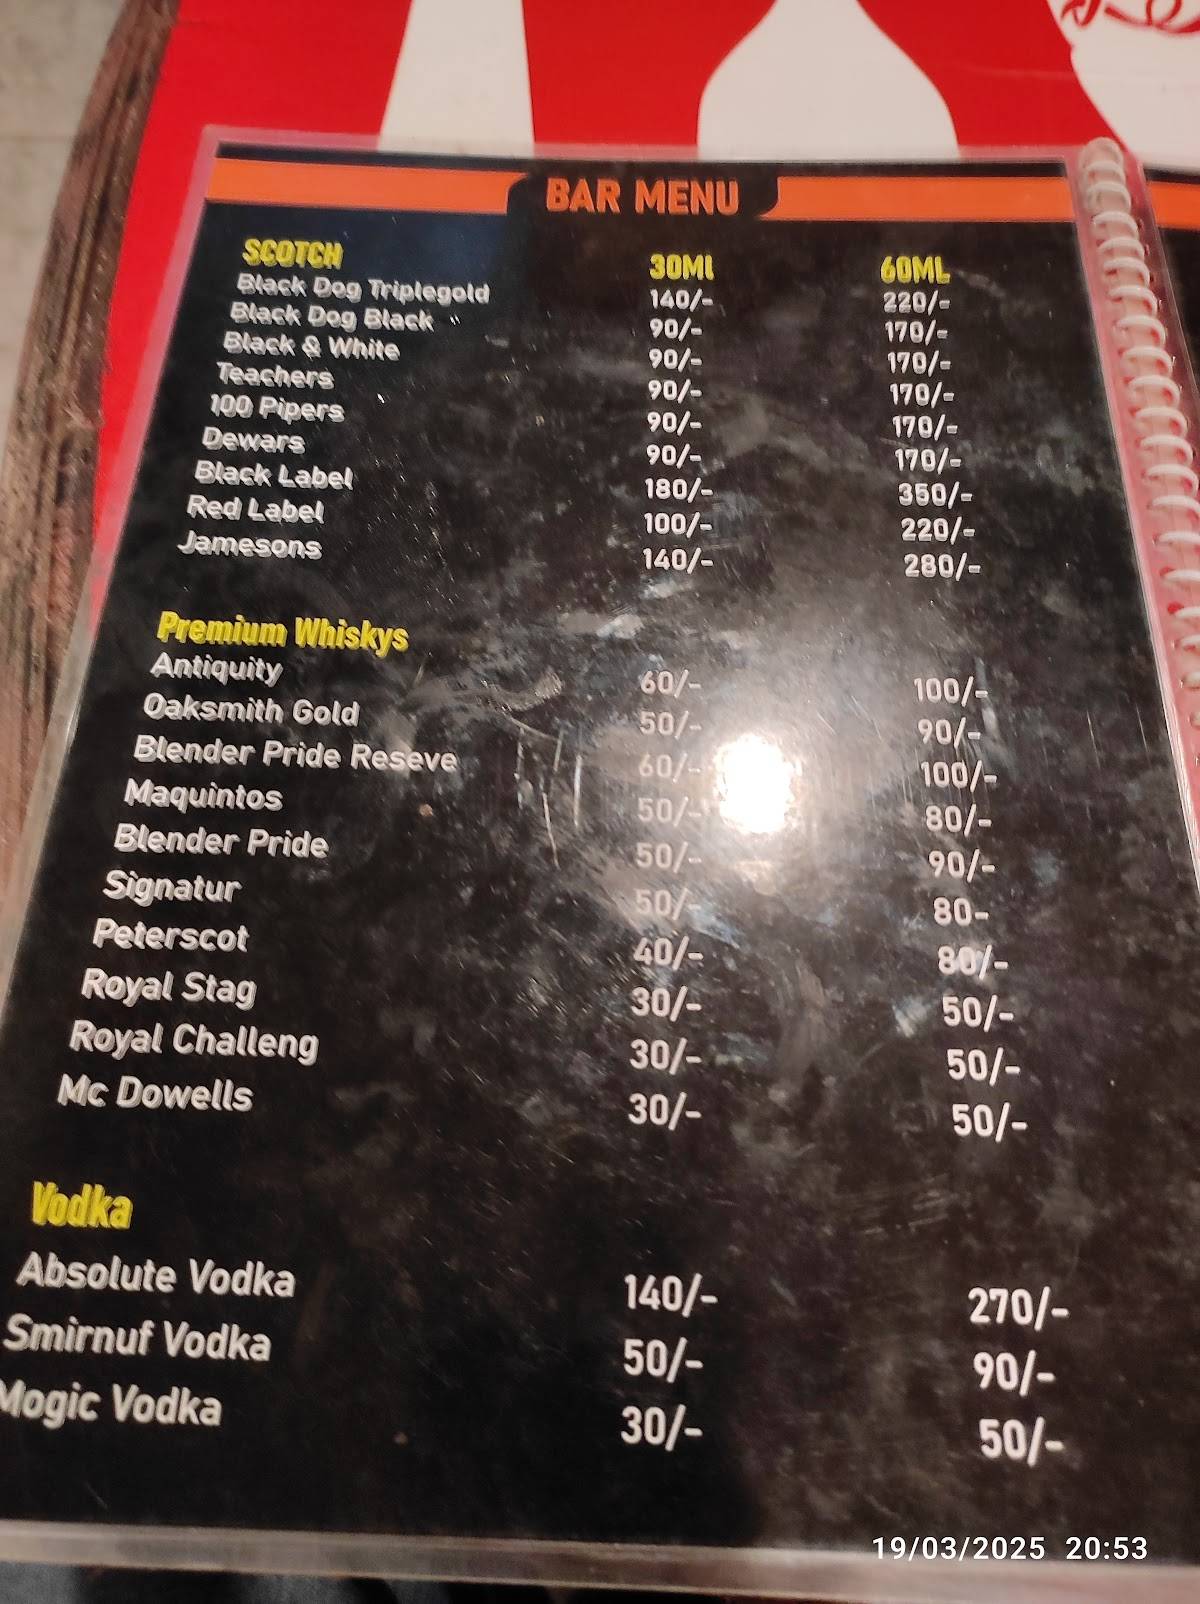 BAR MENU
SCOTCH 30Ml 60ML
Black Dog Triplegold 140/- 220/-
Black Dog Black 90/- 170/-
Black & White 90/- 170/-
Teachers 90/- 170/-
100 Pipers 90/- 170/-
Dewars 90/- 170/-
Black Label 180/- 350/-
Red Label 100/- 220/-
Jamesons 140/- 280/-
Premium Whiskys
Antiquity 60/- 100/-
Oaksmith Gold 50/- 90/-
Blender Pride Reseve 60/- 100/-
Maquintos 50/- 80/-
Blender Pride 50/- 90/-
Signatur 50/- 80-
Peterscot 40/- 80/-
Royal Stag 30/- 50/-
Royal Challeng 30/- 50/-
Mc Dowells 30/- 50/-
Vodka
Absolute Vodka 140/- 270/-
Smirnuf Vodka 50/- 90/-
Mogic Vodka 30/- 50/-
19/03/2025 20:53